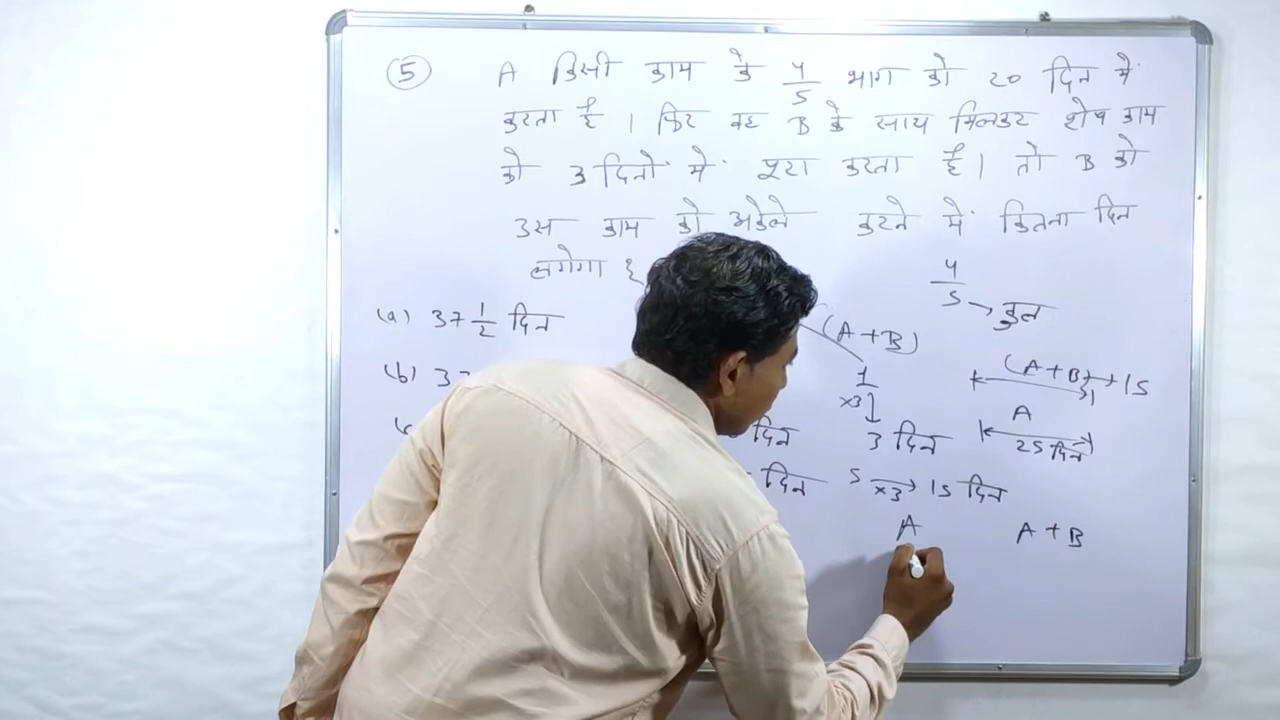 (5) A किसी काम के 4/5 भाग को 20 दिन में
करता है। फिर वह B के साथ मिलकर शेष काम
को 3 दिनों में पूरा करता है। तो B को
उस काम को अकेले करने में कितना दिन
लगेगा ?
4/5 → कुल
(a) 37 1/2 दिन
(A+B)
(b) 37
1
×3
(A+B) → 15
A
25 दिन
दिन
3 दिन
दिन
5 ×3→ 15 दिन
A
A + B